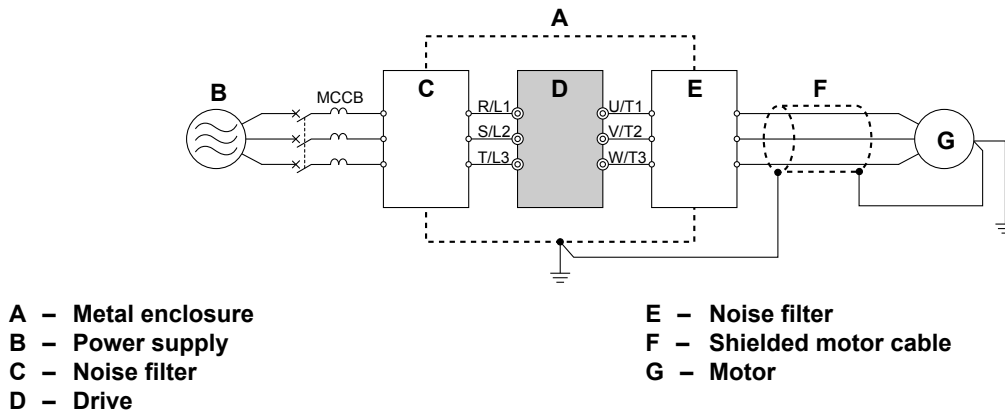 A
B
MCCB
C
R/L1
S/L2
T/L3
D
U/T1
V/T2
W/T3
E
F
G
A – Metal enclosure
B – Power supply
C – Noise filter
D – Drive
E – Noise filter
F – Shielded motor cable
G – Motor